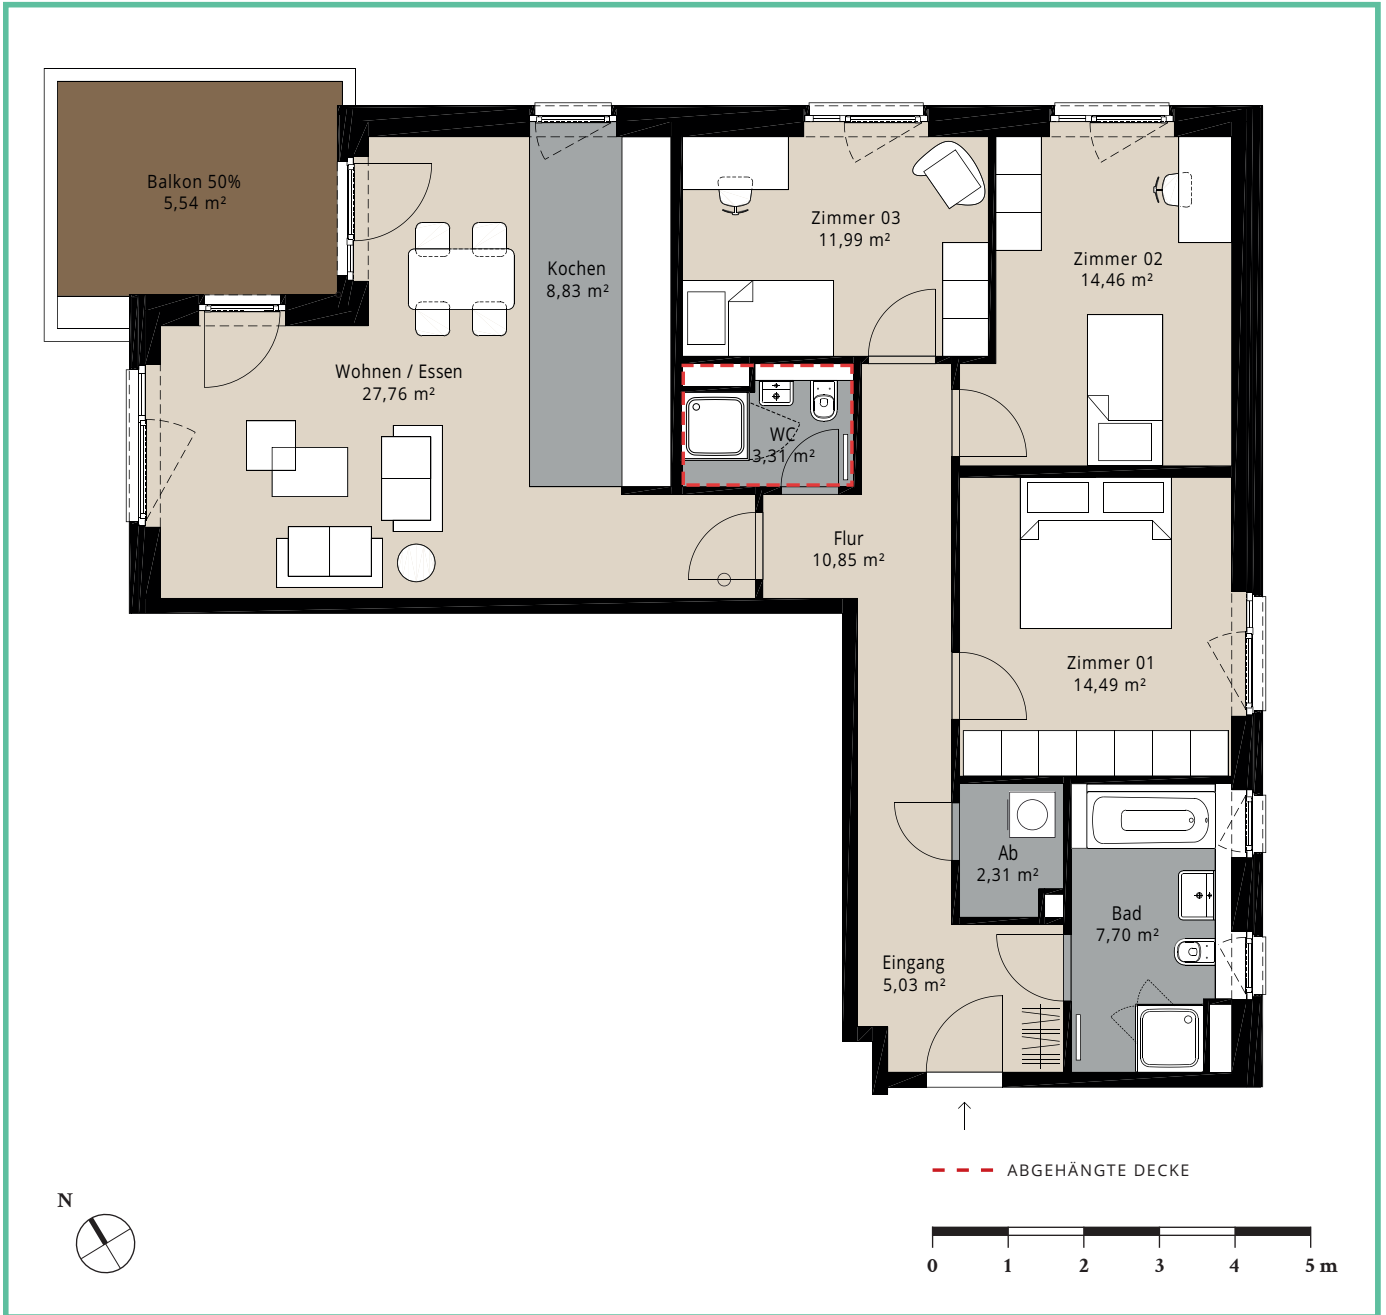 Balkon 50%
5,54 m²
Kochen
8,83 m²
Zimmer 03
11,99 m²
Zimmer 02
14,46 m²
Wohnen / Essen
27,76 m²
WC
3,31 m²
Flur
10,85 m²
Zimmer 01
14,49 m²
Ab
2,31 m²
Bad
7,70 m²
Eingang
5,03 m²
ABGEHÄNGTE DECKE
N
0 1 2 3 4 5 m